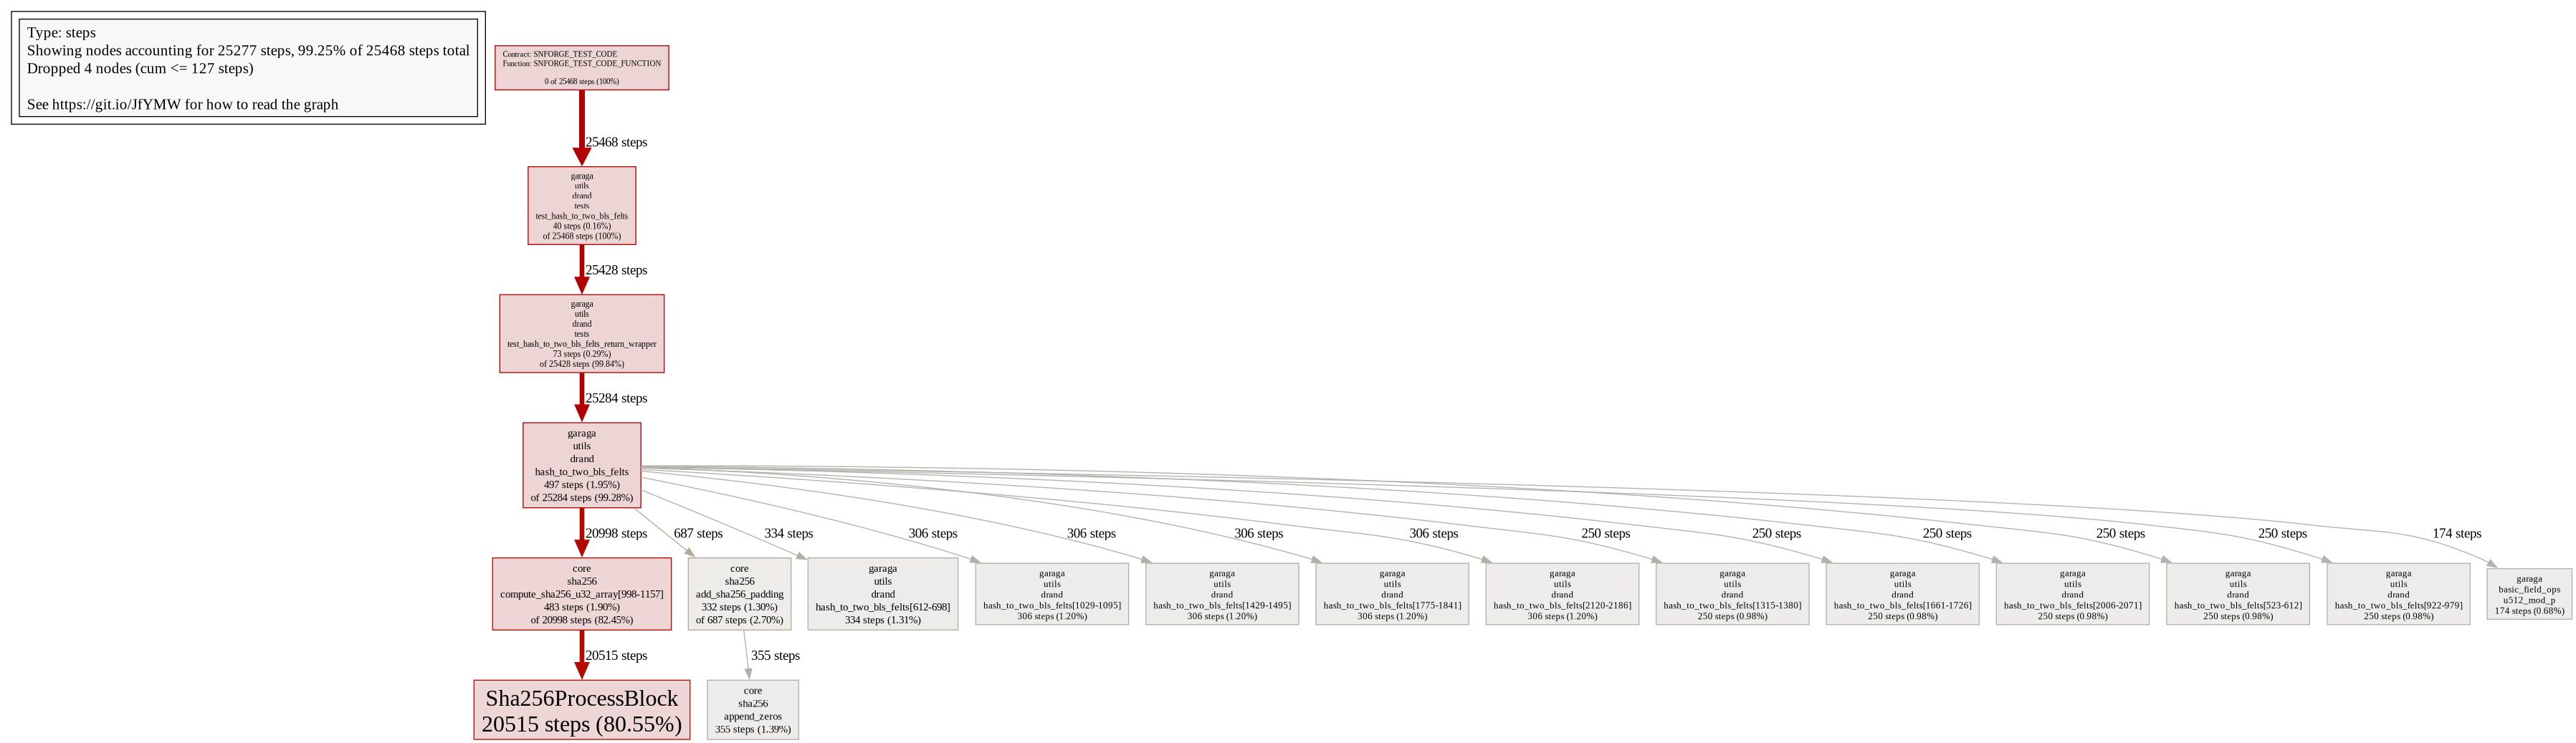 Type: steps
Showing nodes accounting for 25277 steps, 99.25% of 25468 steps total
Dropped 4 nodes (cum <= 127 steps)
See https://git.io/JfYMW for how to read the graph
Contract: SNFORGE_TEST_CODE
Function: SNFORGE_TEST_CODE_FUNCTION
0 of 25468 steps (100%)
25468 steps
garaga
utils
drand
tests
test_hash_to_two_bls_felts
40 steps (0.16%)
of 25468 steps (100%)
25428 steps
garaga
utils
drand
tests
test_hash_to_two_bls_felts_return_wrapper
73 steps (0.29%)
of 25428 steps (99.84%)
25284 steps
garaga
utils
drand
hash_to_two_bls_felts
497 steps (1.95%)
of 25284 steps (99.28%)
20998 steps
687 steps
334 steps
306 steps
306 steps
306 steps
306 steps
250 steps
250 steps
250 steps
250 steps
250 steps
174 steps
core
sha256
compute_sha256_u32_array[998-1157]
483 steps (1.90%)
of 20998 steps (82.45%)
core
sha256
add_sha256_padding
332 steps (1.30%)
of 687 steps (2.70%)
garaga
utils
drand
hash_to_two_bls_felts[612-698]
334 steps (1.31%)
garaga
utils
drand
hash_to_two_bls_felts[1029-1095]
306 steps (1.20%)
garaga
utils
drand
hash_to_two_bls_felts[1429-1495]
306 steps (1.20%)
garaga
utils
drand
hash_to_two_bls_felts[1775-1841]
306 steps (1.20%)
garaga
utils
drand
hash_to_two_bls_felts[2120-2186]
306 steps (1.20%)
garaga
utils
drand
hash_to_two_bls_felts[1315-1380]
250 steps (0.98%)
garaga
utils
drand
hash_to_two_bls_felts[1661-1726]
250 steps (0.98%)
garaga
utils
drand
hash_to_two_bls_felts[2006-2071]
250 steps (0.98%)
garaga
utils
drand
hash_to_two_bls_felts[523-612]
250 steps (0.98%)
garaga
utils
drand
hash_to_two_bls_felts[922-979]
250 steps (0.98%)
garaga
basic_field_ops
u512_mod_p
174 steps (0.68%)
20515 steps
355 steps
Sha256ProcessBlock
20515 steps (80.55%)
core
sha256
append_zeros
355 steps (1.39%)